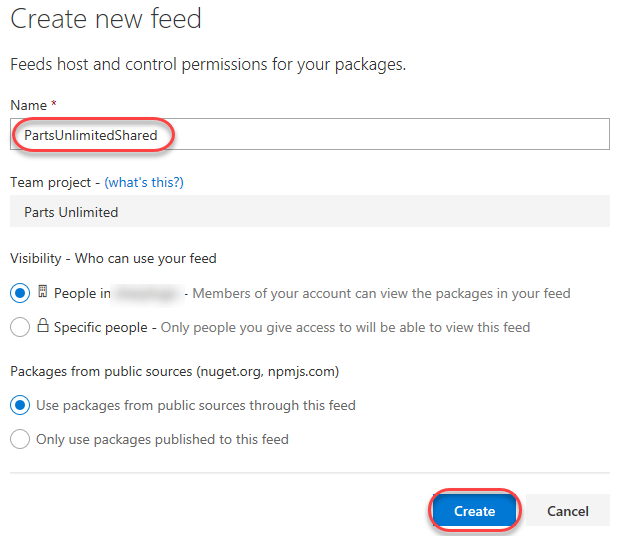 Create new feed
Feeds host and control permissions for your packages.
Name *
PartsUnlimitedShared
Team project - (what's this?)
Parts Unlimited
Visibility - Who can use your feed
People in - Members of your account can view the packages in your feed
Specific people - Only people you give access to will be able to view this feed
Packages from public sources (nuget.org, npmjs.com)
Use packages from public sources through this feed
Only use packages published to this feed
Create Cancel